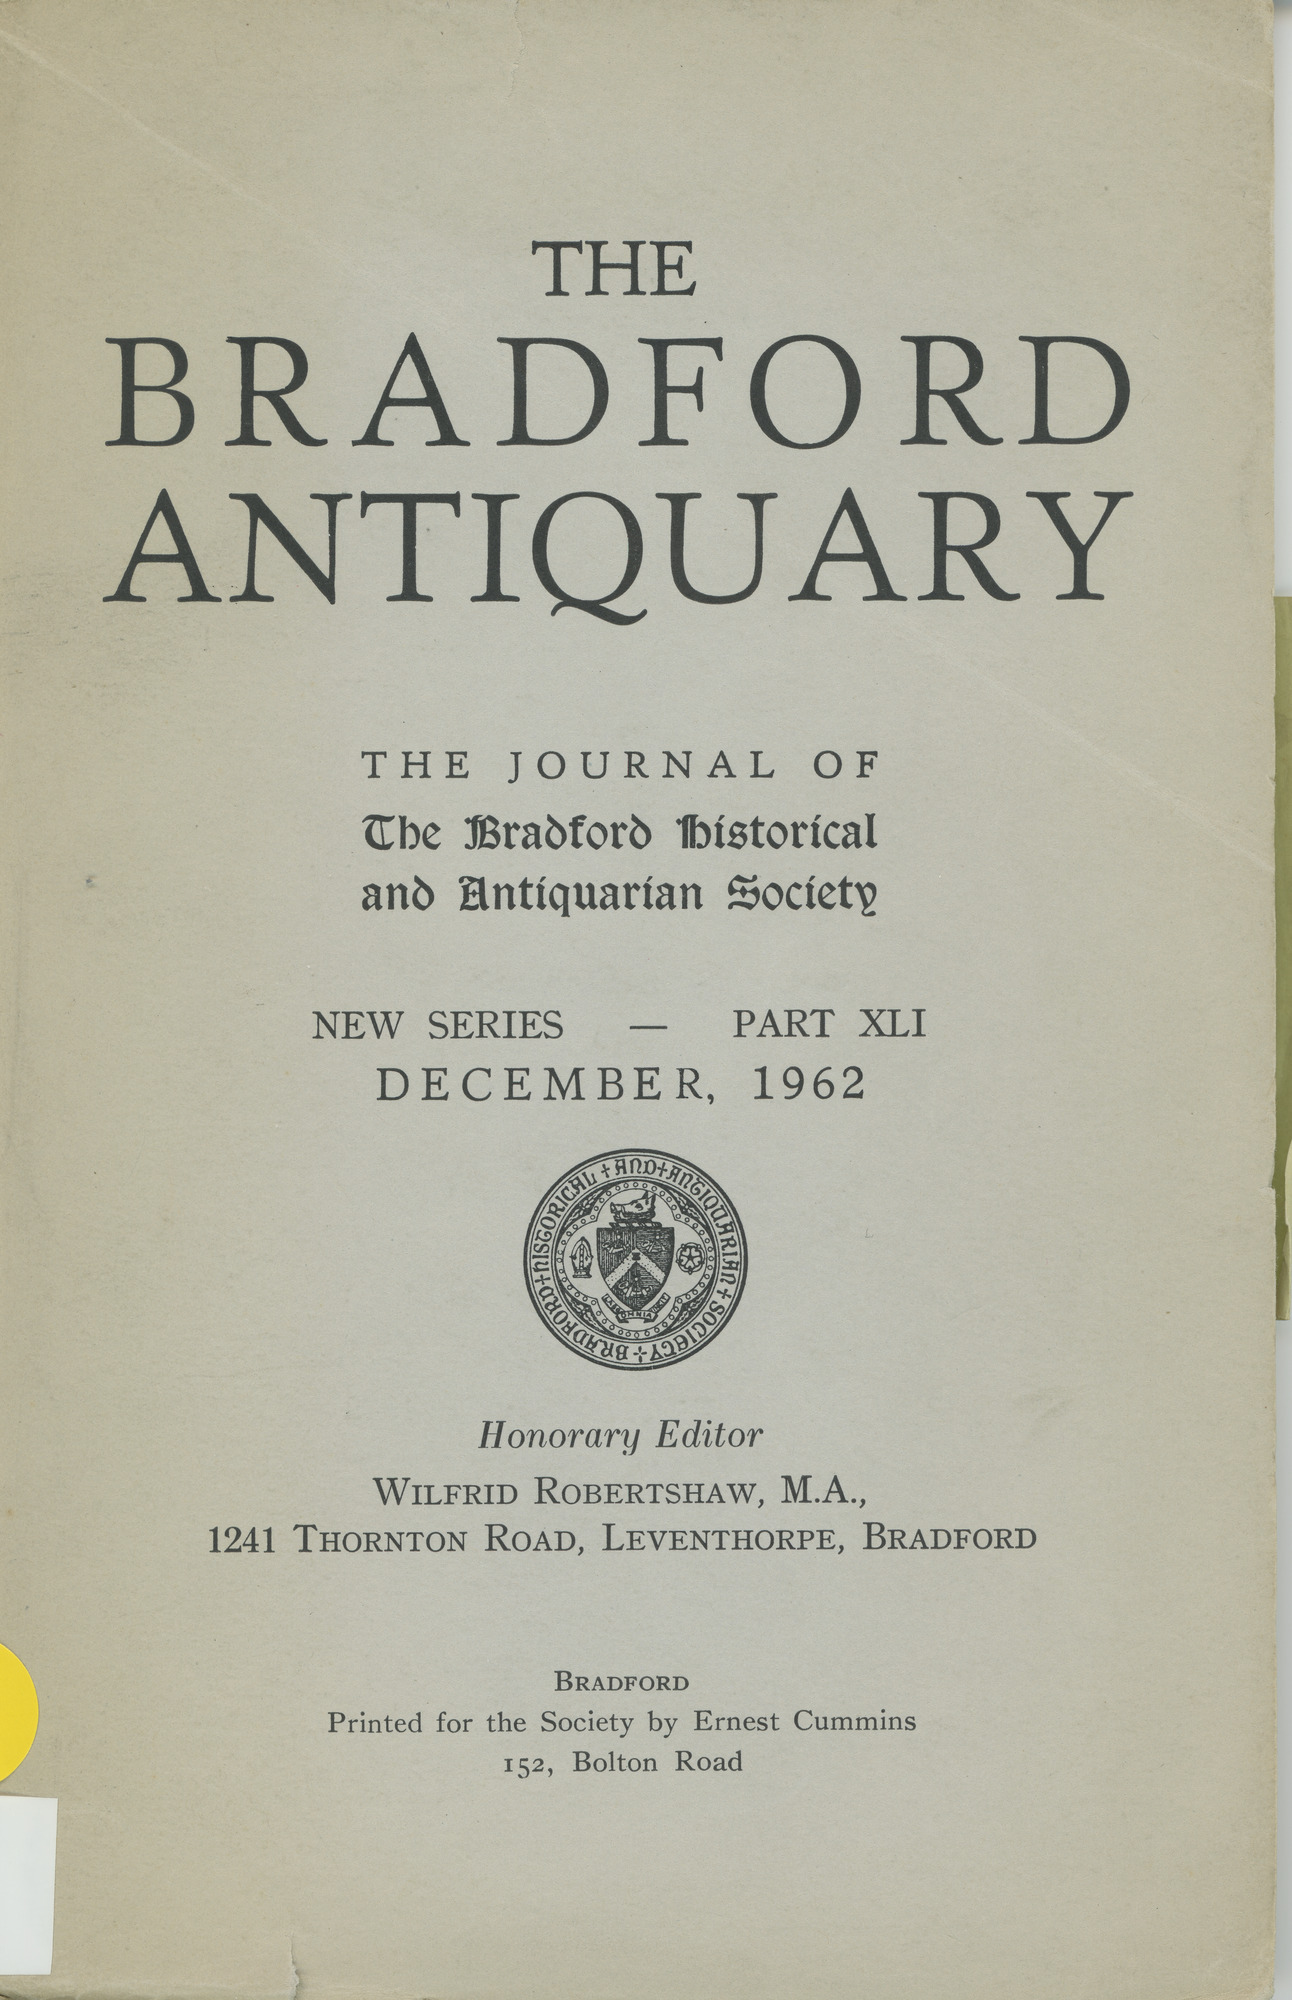 THE
BRADFORD
ANTIQUARY
THE JOURNAL OF
The Bradford Historical
and Antiquarian Society
NEW SERIES — PART XLI
DECEMBER, 1962
BRADFORD + HISTORICAL + AND + ANTIQUARIAN + SOCIETY +
Honorary Editor
WILFRID ROBERTSHAW, M.A.,
1241 THORNTON ROAD, LEVENTHORPE, BRADFORD
BRADFORD
Printed for the Society by Ernest Cummins
152, Bolton Road